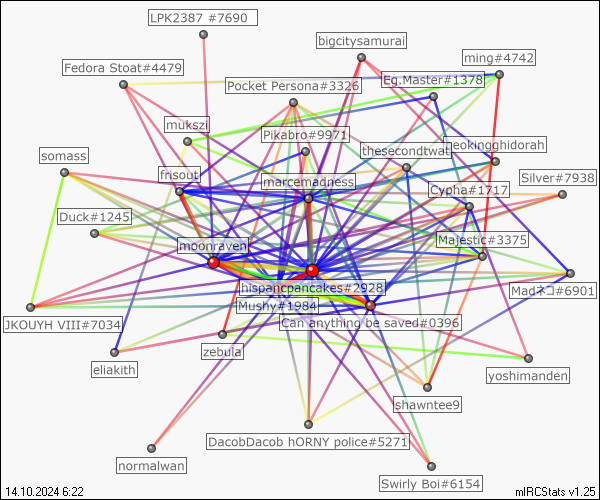 LPK2387 #7690
bigcitysamurai
ming#4742
Fedora Stoat#4479
Eg.Master#1378
Pocket Persona#3326
mukszi
Pikabro#9971
thesecondtwat
neokingghidorah
somass
frisout
marcemadness
Cypha#1717
Silver#7938
Duck#1245
moonraven
Majestic#3375
hispanicpancakes#2928
Madネコ#6901
Mushy#1984
JKOUYH VIII#7034
Can anything be saved#0396
zebula
eliakith
yoshimanden
shawntee9
DacobDacob hORNY police#5271
normalwan
Swirly Boi#6154
14.10.2024 6:22
mIRCStats v1.25